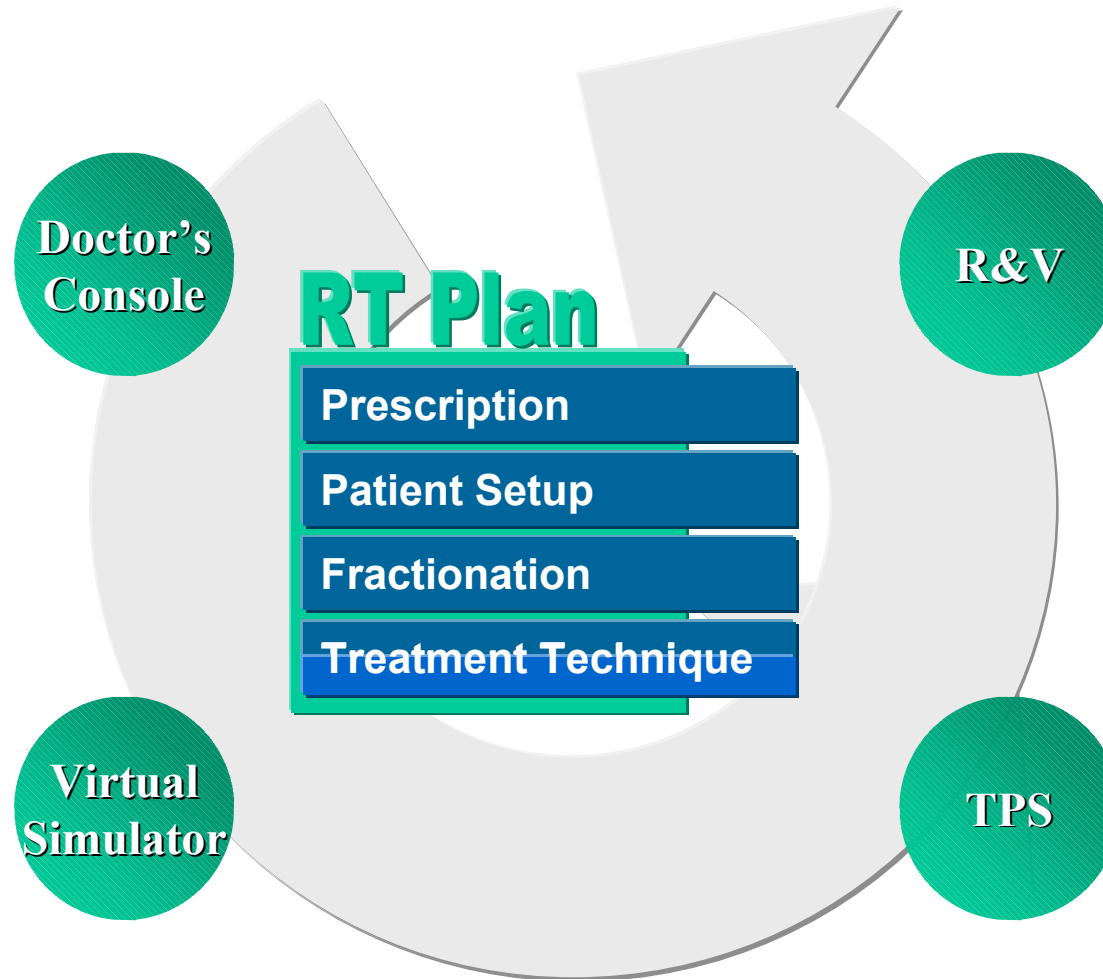 Doctor’s
Console
R&V
RT Plan
Prescription
Patient Setup
Fractionation
Treatment Technique
Virtual
Simulator
TPS